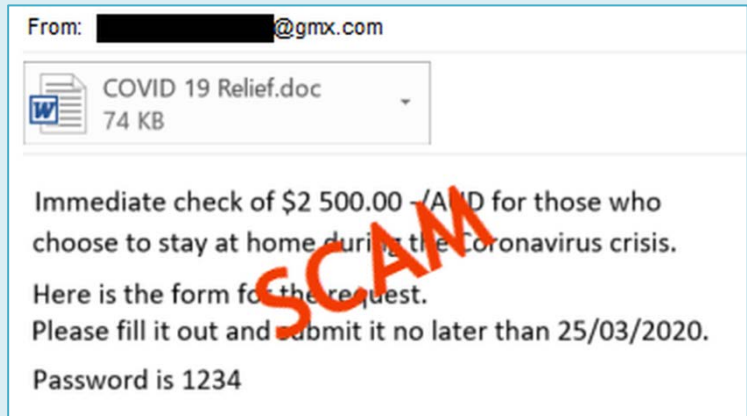 From: @gmx.com
COVID 19 Relief.doc
74 KB
Immediate check of $2 500.00 -/AUD for those who
choose to stay at home during the Coronavirus crisis.
Here is the form for the request.
Please fill it out and submit it no later than 25/03/2020.
Password is 1234
SCAM